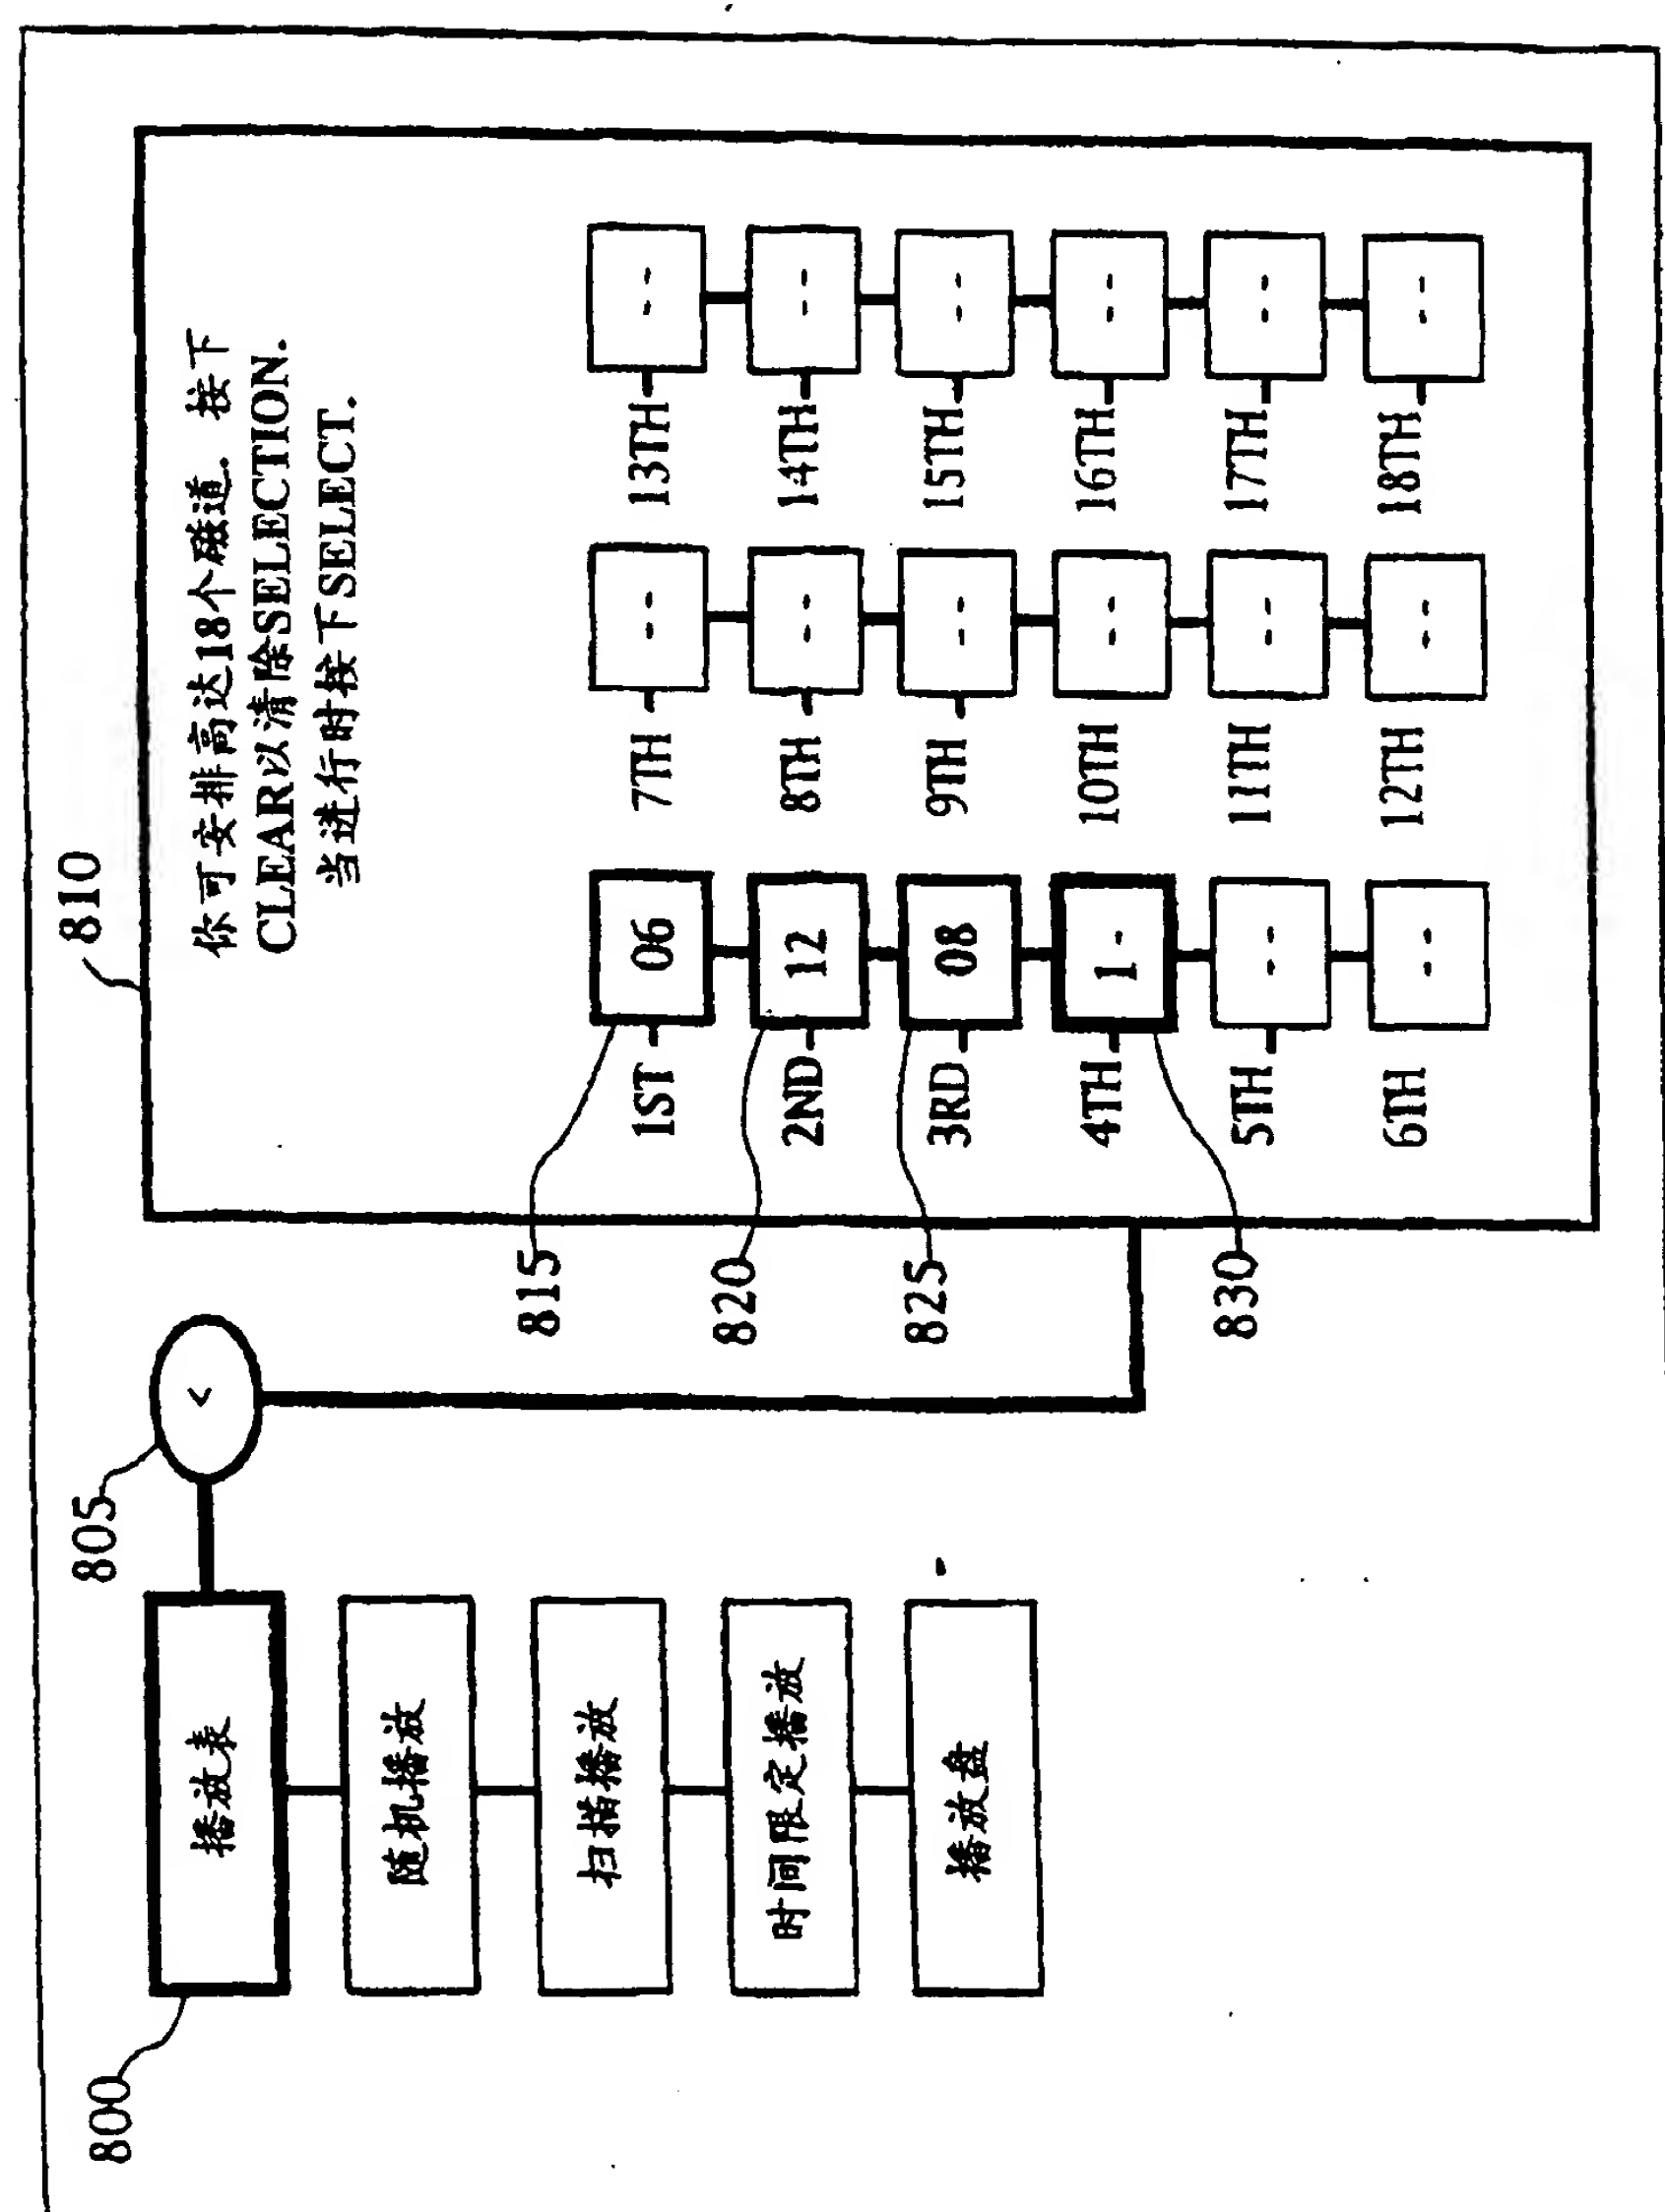 810
你可安排高达18个磁道. 接下
CLEAR以清除SELECTION.
当进行时按下SELECT.
805
800
播放表
<
随机播放
扫描播放
时间限定播放
播放盘
815
820
825
830
1ST 06
2ND 12
3RD 08
4TH 1-
5TH --
6TH --
7TH --
8TH --
9TH --
10TH --
11TH --
12TH --
13TH --
14TH --
15TH --
16TH --
17TH --
18TH --